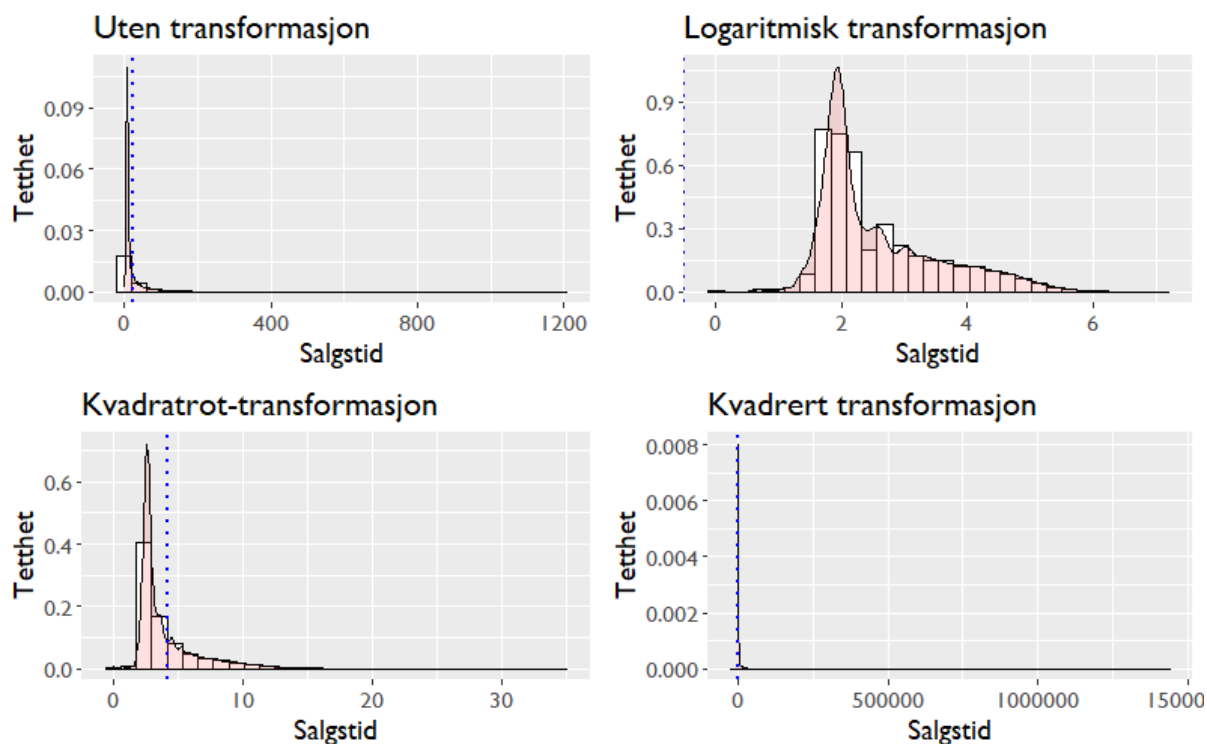 Uten transformasjon
Tetthet
0.09
0.06
0.03
0.00
0
400
800
1200
Salgstid
Logaritmisk transformasjon
Tetthet
0.9
0.6
0.3
0.0
0
2
4
6
Salgstid
Kvadratrot-transformasjon
Tetthet
0.6
0.4
0.2
0.0
0
10
20
30
Salgstid
Kvadrert transformasjon
Tetthet
0.008
0.006
0.004
0.002
0.000
0
500000
1000000
15000
Salgstid